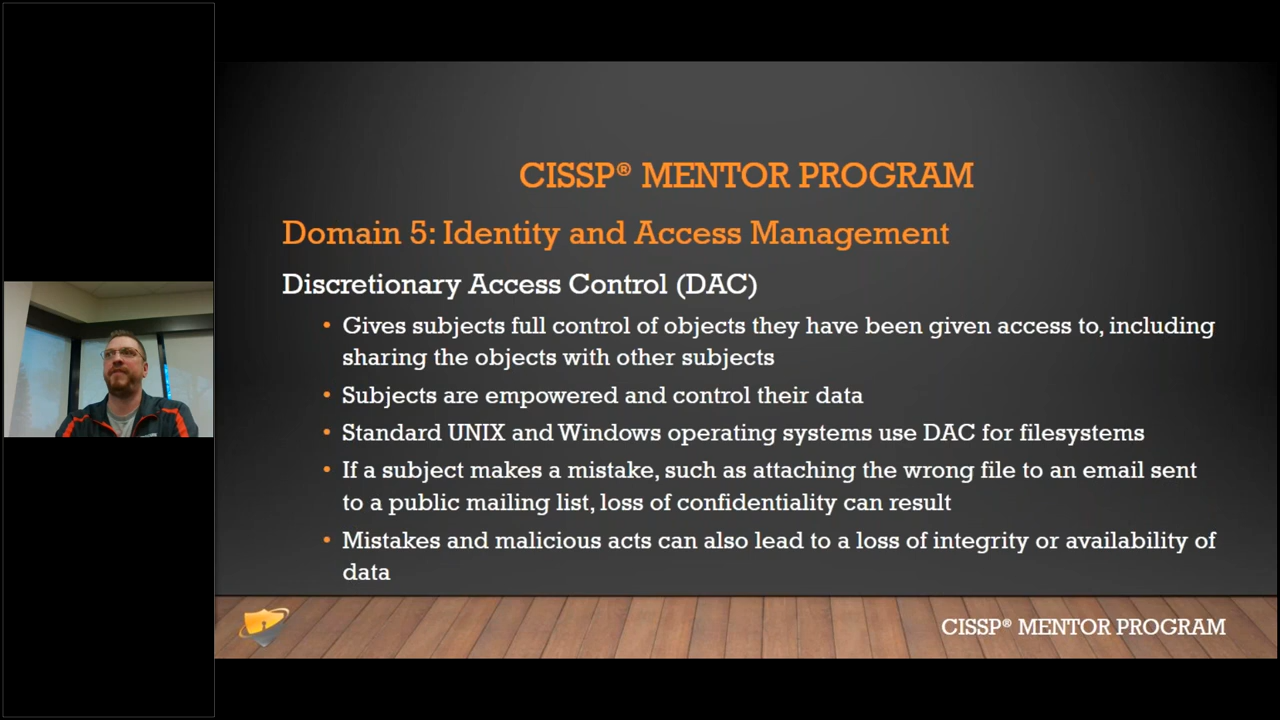 CISSP® MENTOR PROGRAM
Domain 5: Identity and Access Management
Discretionary Access Control (DAC)
• Gives subjects full control of objects they have been given access to, including
sharing the objects with other subjects
• Subjects are empowered and control their data
• Standard UNIX and Windows operating systems use DAC for filesystems
• If a subject makes a mistake, such as attaching the wrong file to an email sent
to a public mailing list, loss of confidentiality can result
• Mistakes and malicious acts can also lead to a loss of integrity or availability of
data
CISSP® MENTOR PROGRAM